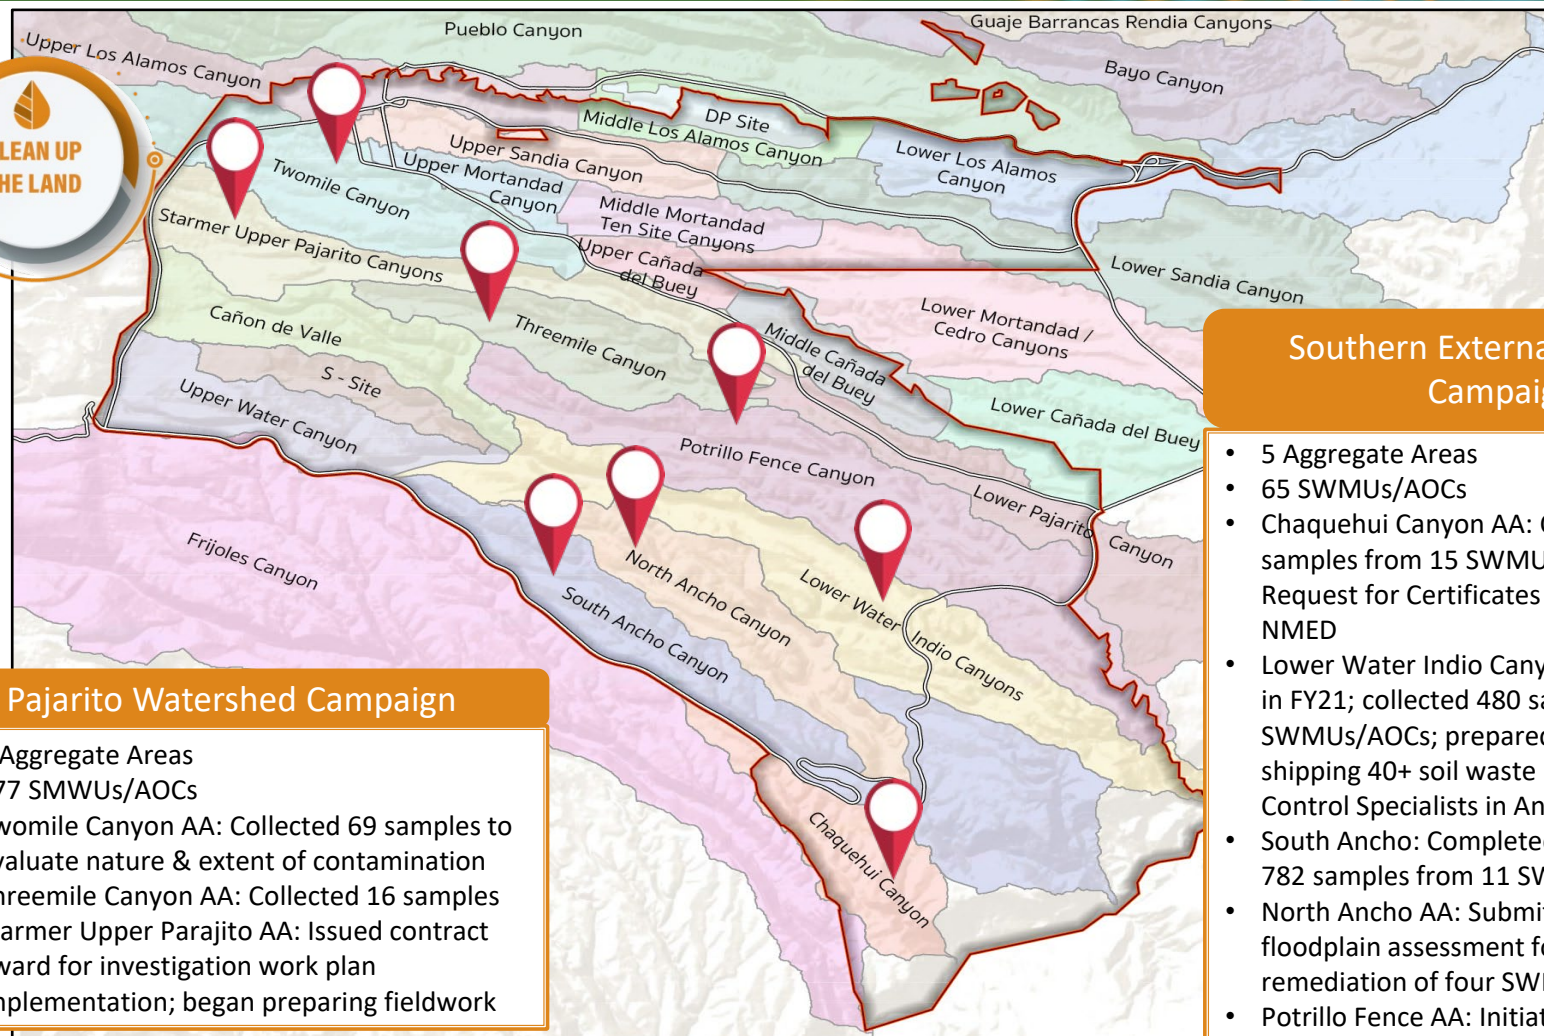 Pueblo Canyon
Guaje Barrancas Rendia Canyons
Upper Los Alamos Canyon
Bayo Canyon
LEAN UP
HE LAND
DP Site
Middle Los Alamos Canyon
Upper Sandia Canyon
Lower Los Alamos
Canyon
Twomile Canyon
Upper Mortandad
Canyon
Middle Mortandad
Ten Site Canyons
Starmer Upper Pajarito Canyons
Upper Cañada
del Buey
Lower Sandia Canyon
Lower Mortandad /
Cedro Canyons
Cañon de Valle
Threemile Canyon
Middle Cañada
del Buey
S - Site
Upper Water Canyon
Lower Cañada del Buey
Potrillo Fence Canyon
Lower Pajarito Canyon
Frijoles Canyon
North Ancho Canyon
South Ancho Canyon
Lower Water Indio Canyons
Chaquehui Canyon
Pajarito Watershed Campaign
Aggregate Areas
77 SMWUs/AOCs
womile Canyon AA: Collected 69 samples to
valuate nature & extent of contamination
hreemile Canyon AA: Collected 16 samples
armer Upper Parajito AA: Issued contract
ward for investigation work plan
nplementation; began preparing fieldwork
Southern Externa
Campaig
• 5 Aggregate Areas
• 65 SWMUs/AOCs
• Chaquehui Canyon AA: C
samples from 15 SWMU
Request for Certificates
NMED
• Lower Water Indio Cany
in FY21; collected 480 sa
SWMUs/AOCs; prepared
shipping 40+ soil waste
Control Specialists in An
• South Ancho: Completed
782 samples from 11 SW
• North Ancho AA: Submit
floodplain assessment fo
remediation of four SWM
• Potrillo Fence AA: Initiat